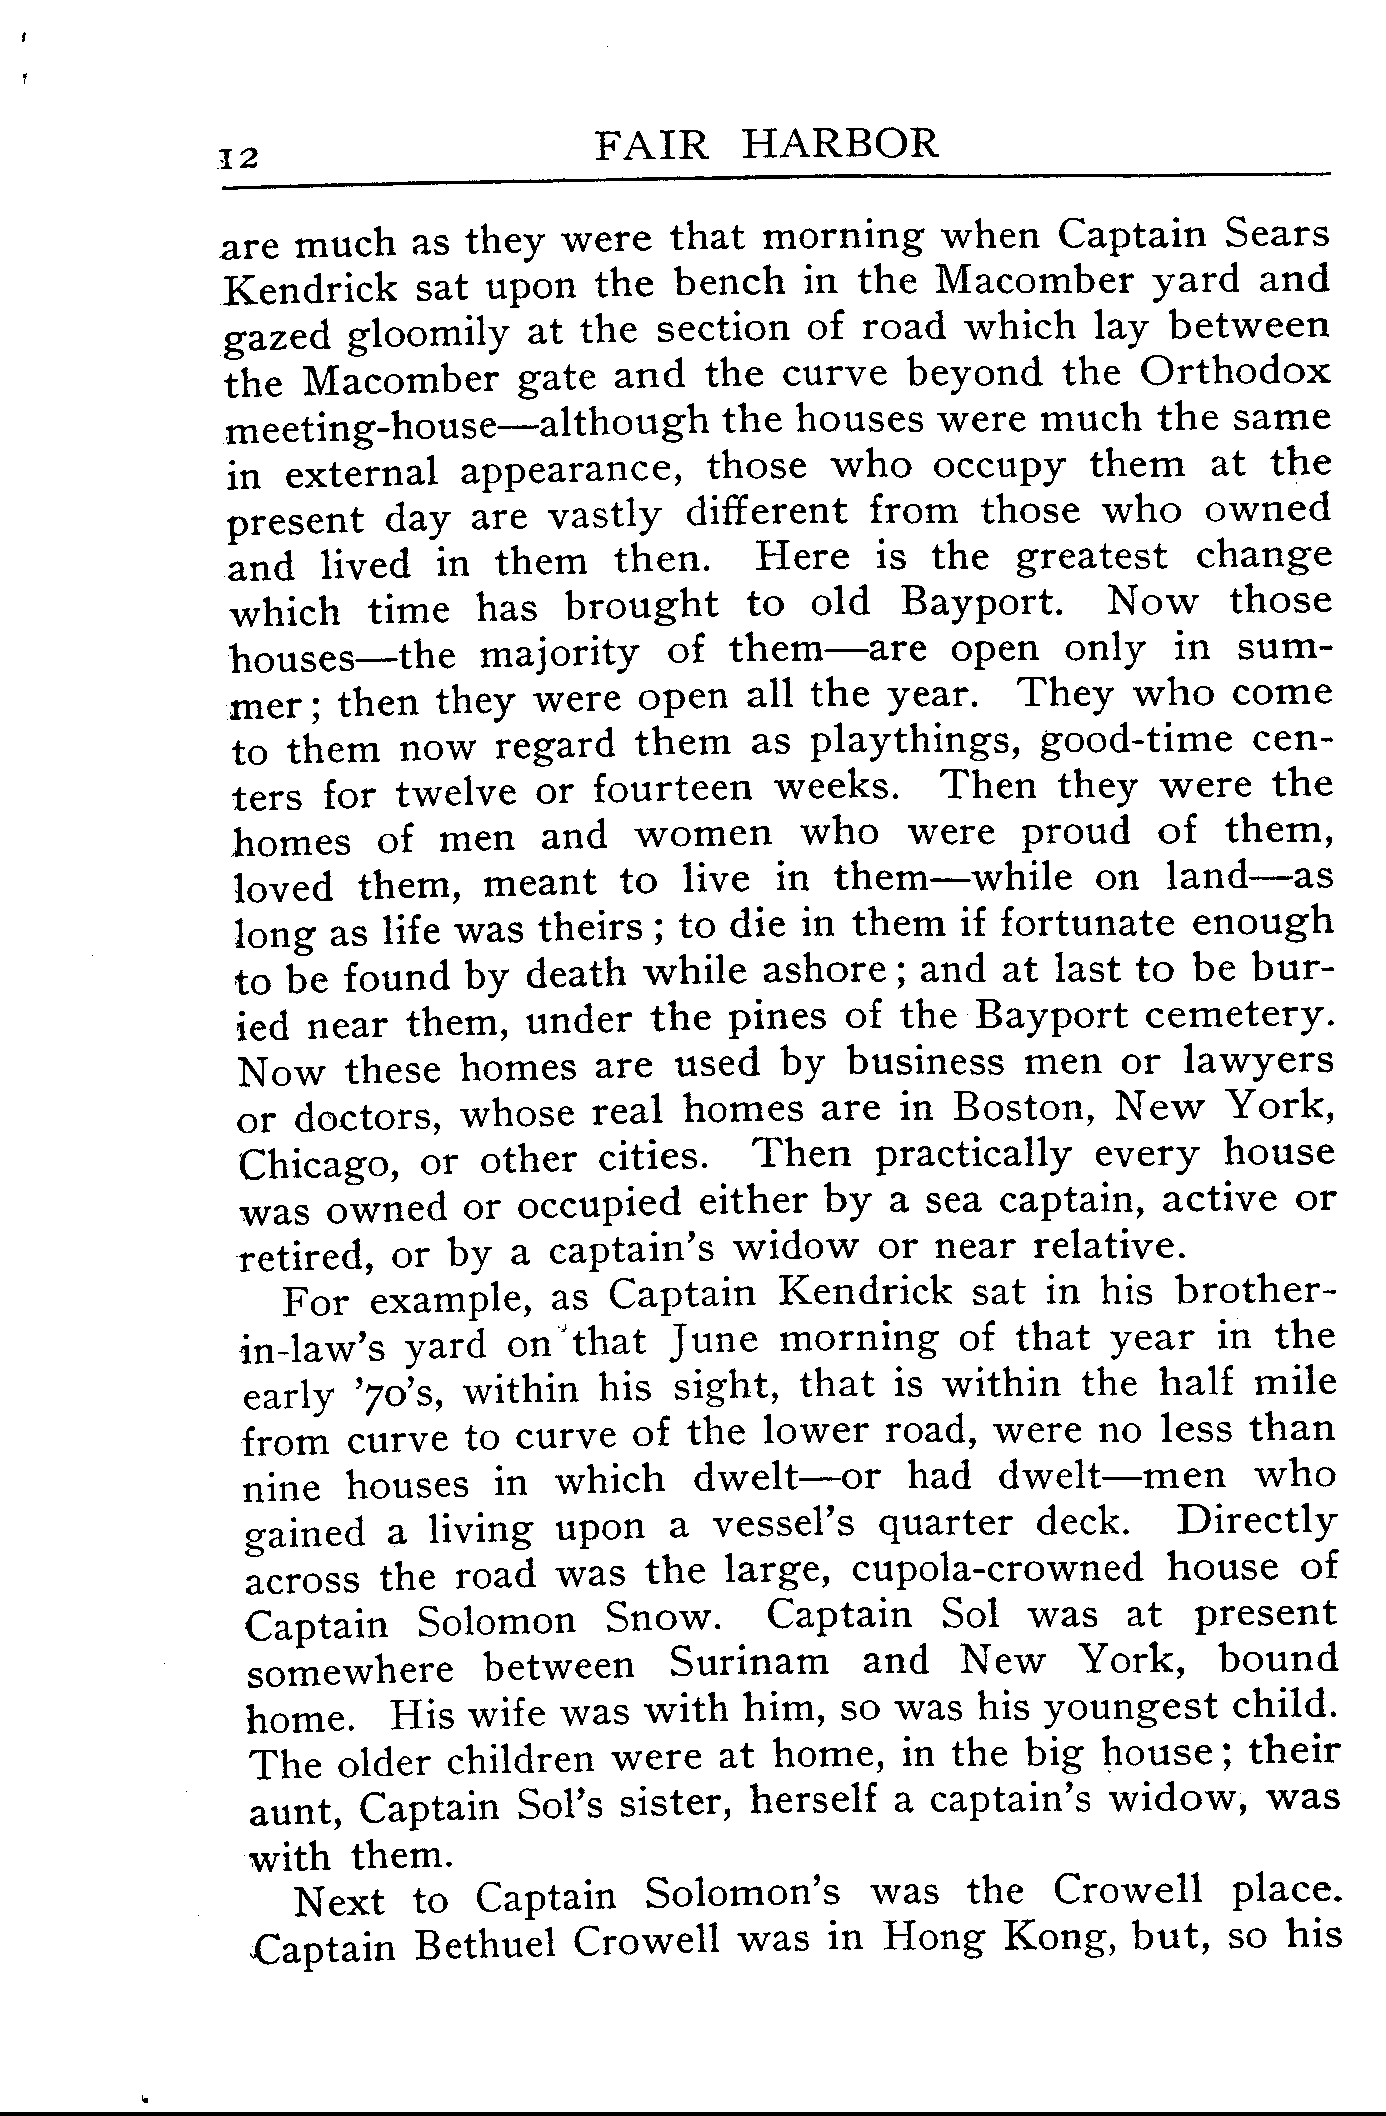 12 FAIR HARBOR
are much as they were that morning when Captain Sears
Kendrick sat upon the bench in the Macomber yard and
gazed gloomily at the section of road which lay between
the Macomber gate and the curve beyond the Orthodox
meeting-house—although the houses were much the same
in external appearance, those who occupy them at the
present day are vastly different from those who owned
and lived in them then. Here is the greatest change
which time has brought to old Bayport. Now those
houses—the majority of them—are open only in sum-
mer; then they were open all the year. They who come
to them now regard them as playthings, good-time cen-
ters for twelve or fourteen weeks. Then they were the
homes of men and women who were proud of them,
loved them, meant to live in them—while on land—as
long as life was theirs; to die in them if fortunate enough
to be found by death while ashore; and at last to be bur-
ied near them, under the pines of the Bayport cemetery.
Now these homes are used by business men or lawyers
or doctors, whose real homes are in Boston, New York,
Chicago, or other cities. Then practically every house
was owned or occupied either by a sea captain, active or
retired, or by a captain's widow or near relative.
For example, as Captain Kendrick sat in his brother-
in-law's yard on that June morning of that year in the
early '70's, within his sight, that is within the half mile
from curve to curve of the lower road, were no less than
nine houses in which dwelt—or had dwelt—men who
gained a living upon a vessel's quarter deck. Directly
across the road was the large, cupola-crowned house of
Captain Solomon Snow. Captain Sol was at present
somewhere between Surinam and New York, bound
home. His wife was with him, so was his youngest child.
The older children were at home, in the big house; their
aunt, Captain Sol's sister, herself a captain's widow, was
with them.
Next to Captain Solomon's was the Crowell place.
Captain Bethuel Crowell was in Hong Kong, but, so his